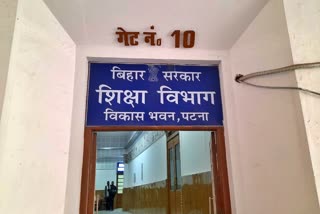 गेट नं॰ 10
बिहार सरकार
शिक्षा विभाग
विकास भवन, पटना